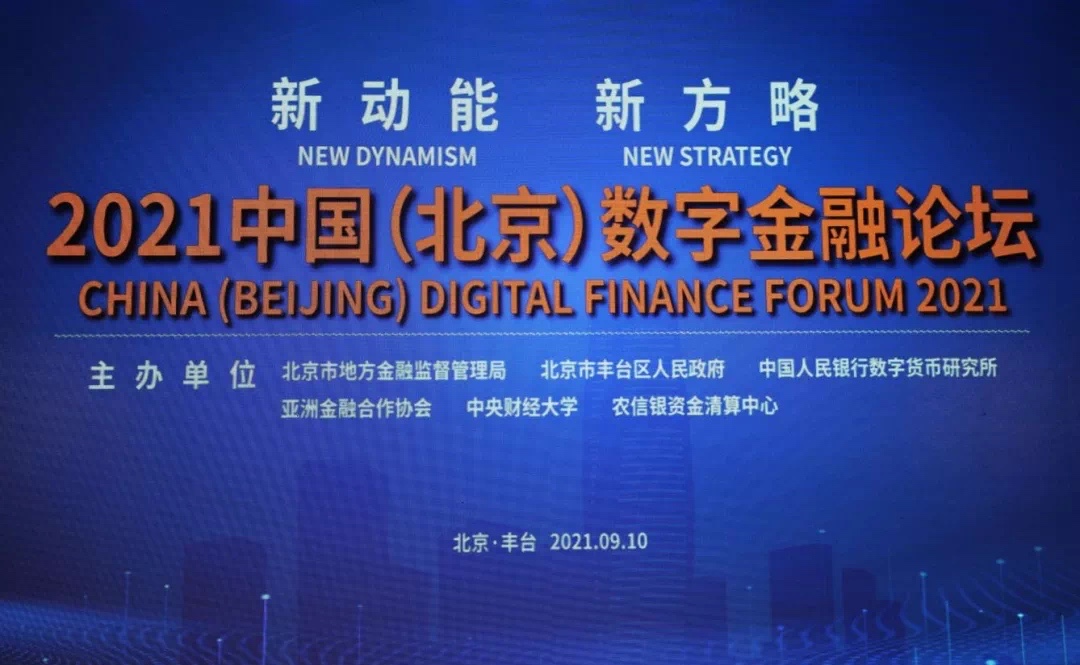 新动能 新方略
NEW DYNAMISM NEW STRATEGY
2021中国(北京)数字金融论坛
CHINA (BEIJING) DIGITAL FINANCE FORUM 2021
主办单位 北京市地方金融监督管理局 北京市丰台区人民政府 中国人民银行数字货币研究所
亚洲金融合作协会 中央财经大学 农信银资金清算中心
北京·丰台 2021.09.10